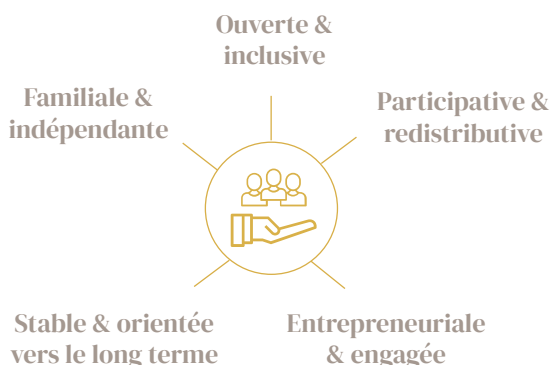 Ouverte &
inclusive
Familiale &
indépendante
Participative &
redistributive
Stable & orientée
vers le long terme
Entrepreneuriale
& engagée